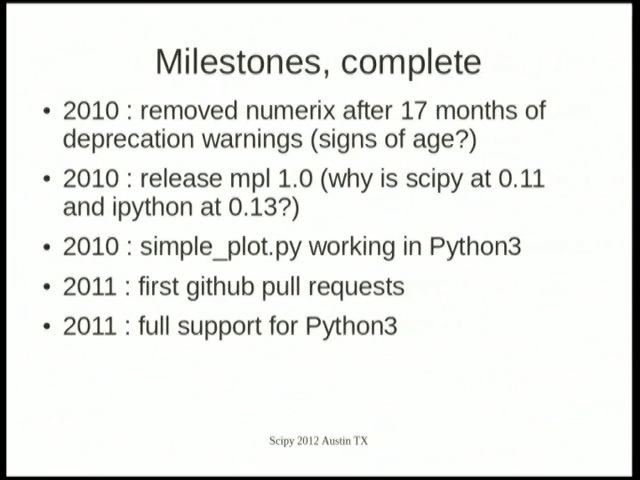 Milestones, complete
• 2010 : removed numerix after 17 months of
deprecation warnings (signs of age?)
• 2010 : release mpl 1.0 (why is scipy at 0.11
and ipython at 0.13?)
• 2010 : simple_plot.py working in Python3
• 2011 : first github pull requests
• 2011 : full support for Python3
Scipy 2012 Austin TX